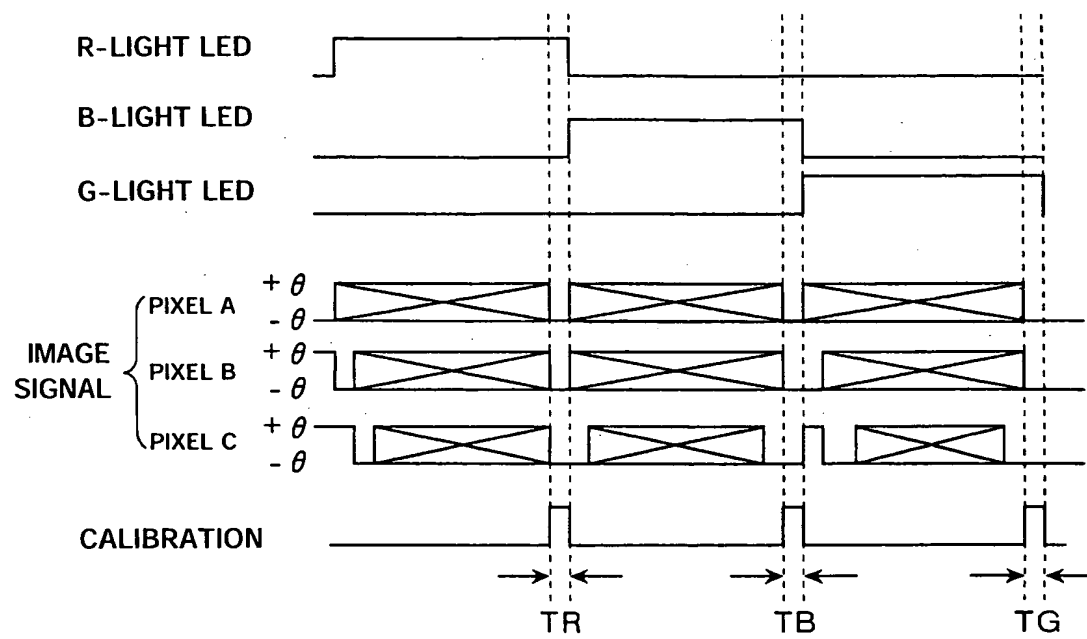 R-LIGHT LED
B-LIGHT LED
G-LIGHT LED
IMAGE SIGNAL
PIXEL A
+ θ
- θ
PIXEL B
+ θ
- θ
PIXEL C
+ θ
- θ
CALIBRATION
TR
TB
TG